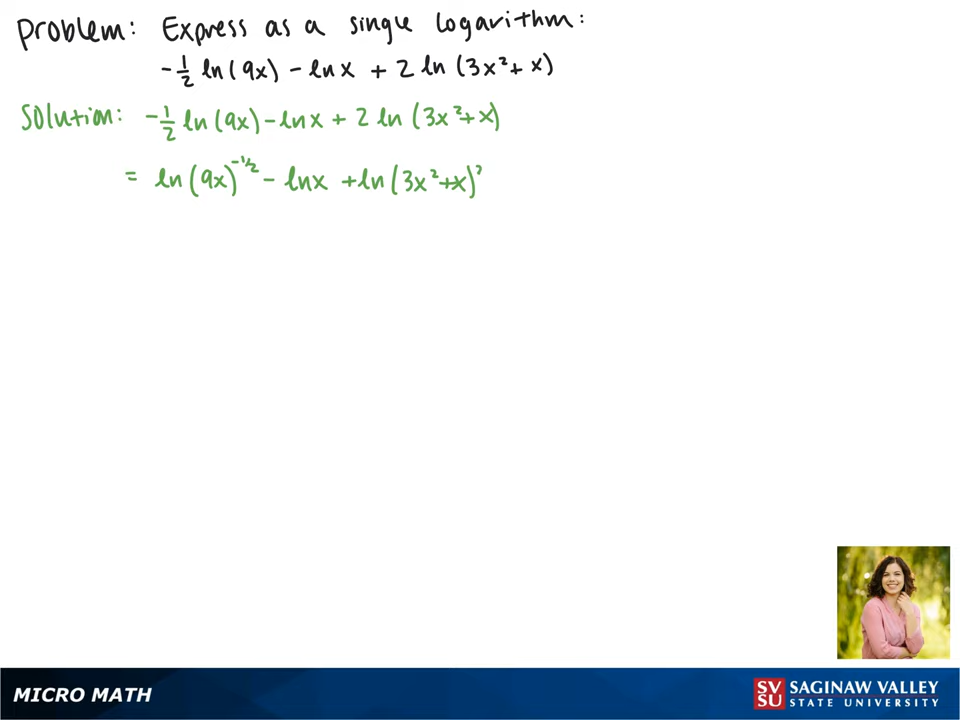 Problem: Express as a single logarithm:
-1/2 ln(9x) - ln x + 2 ln(3x²+x)
Solution: -1/2 ln(9x) - ln x + 2 ln(3x²+x)
= ln(9x)^-1/2 - ln x + ln(3x²+x)²
MICRO MATH
SV
SU
SAGINAW VALLEY
STATE UNIVERSITY